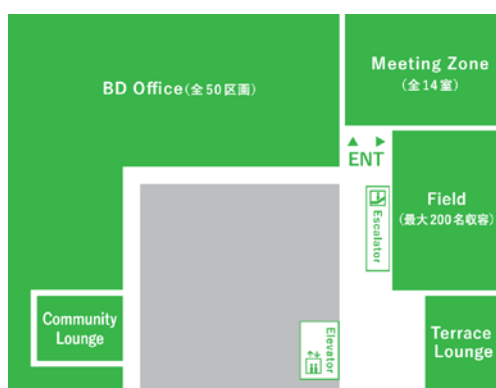 BD Office(全50区画)
Meeting Zone
(全14室)
ENT
Escalator
Field
(最大200名収容)
Community
Lounge
Elevator
Terrace
Lounge